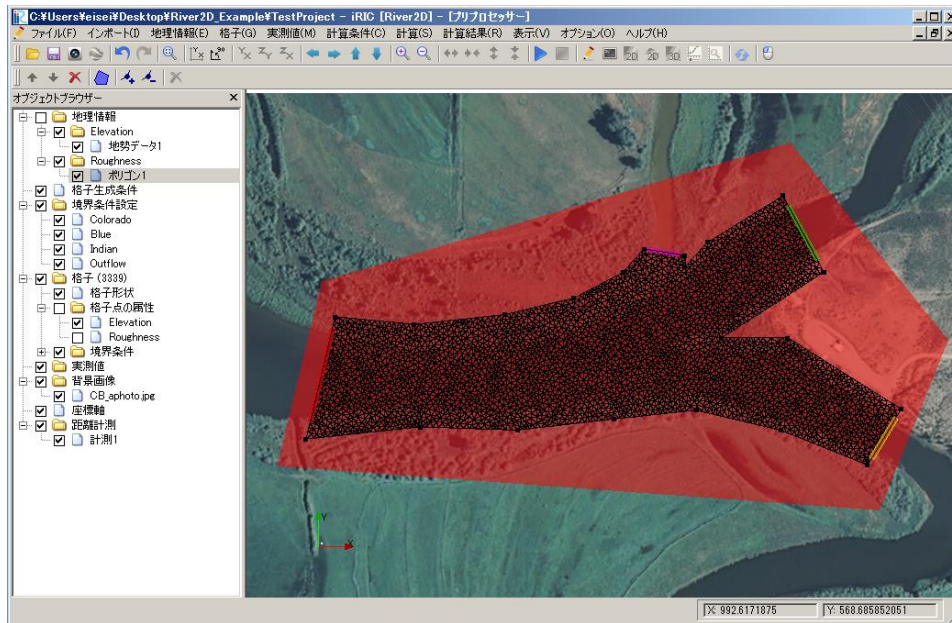 C:¥Users¥eisei¥Desktop¥River2D_Example¥TestProject - iRIC [River2D] - [プリプロセッサー]
ファイル(F) インポート(I) 地理情報(E) 格子(G) 実測値(M) 計算条件(C) 計算(S) 計算結果(R) 表示(V) オプション(O) ヘルプ(H)
オブジェクトブラウザー
地理情報
Elevation
地勢データ1
Roughness
ポリゴン1
格子生成条件
境界条件設定
Colorado
Blue
Indian
Outflow
格子 (3339)
格子形状
格子点の属性
Elevation
Roughness
境界条件
実測値
背景画像
CB_aphoto.jpg
座標軸
距離計測
計測1
Y
X
X: 992.6171875 Y: 568.685852051